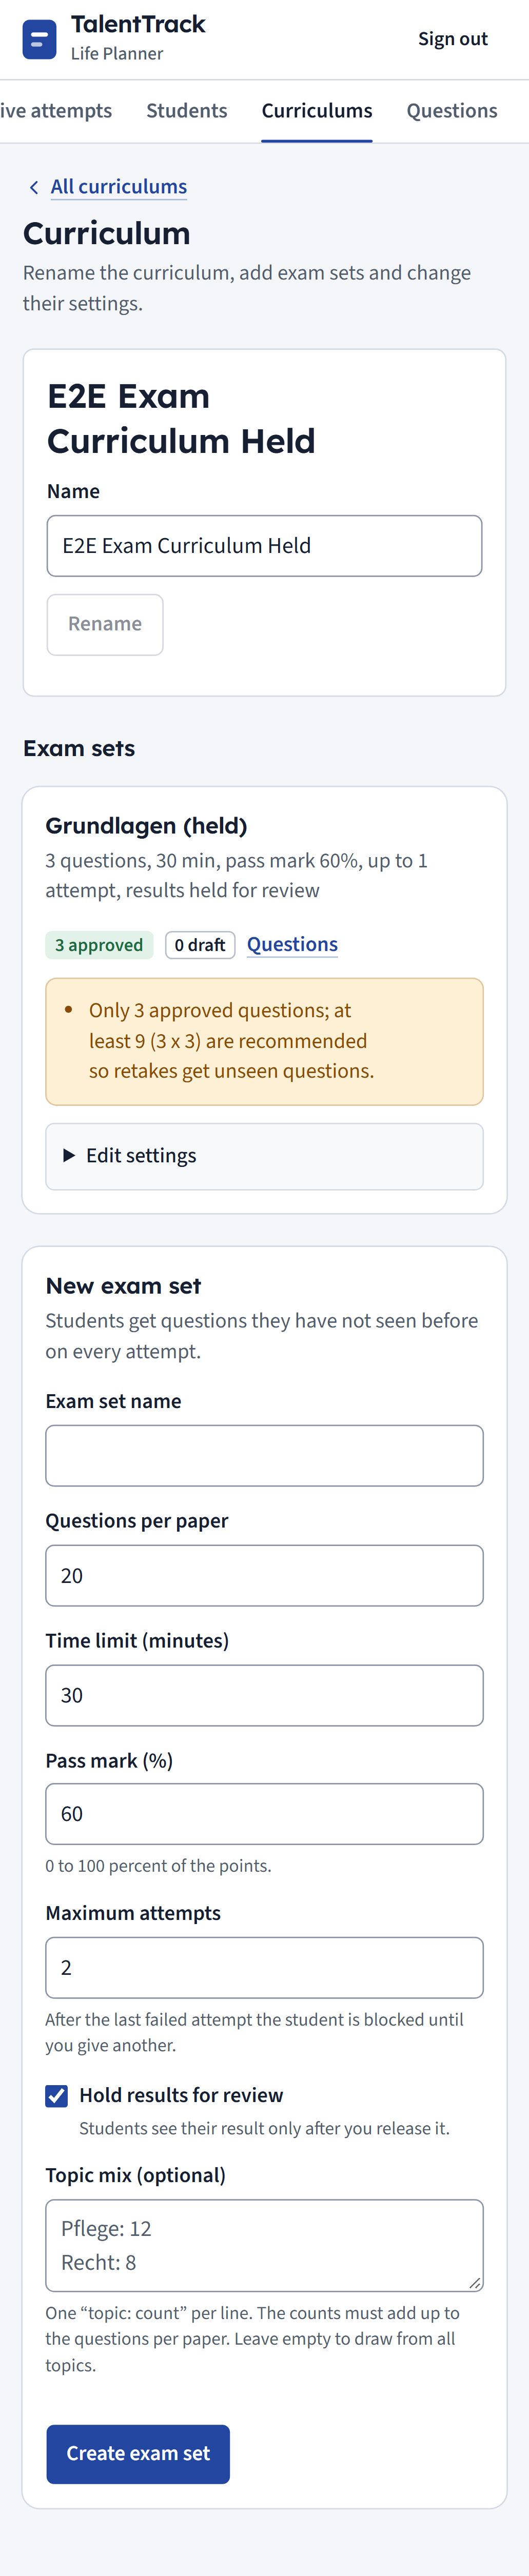 TalentTrack
Life Planner
Sign out
ive attempts Students Curriculums Questions
All curriculums
Curriculum
Rename the curriculum, add exam sets and change
their settings.
E2E Exam
Curriculum Held
Name
E2E Exam Curriculum Held
Rename
Exam sets
Grundlagen (held)
3 questions, 30 min, pass mark 60%, up to 1
attempt, results held for review
3 approved 0 draft Questions
• Only 3 approved questions; at
least 9 (3 x 3) are recommended
so retakes get unseen questions.
Edit settings
New exam set
Students get questions they have not seen before
on every attempt.
Exam set name
Questions per paper
20
Time limit (minutes)
30
Pass mark (%)
60
0 to 100 percent of the points.
Maximum attempts
2
After the last failed attempt the student is blocked until
you give another.
Hold results for review
Students see their result only after you release it.
Topic mix (optional)
Pflege: 12
Recht: 8
One “topic: count” per line. The counts must add up to
the questions per paper. Leave empty to draw from all
topics.
Create exam set